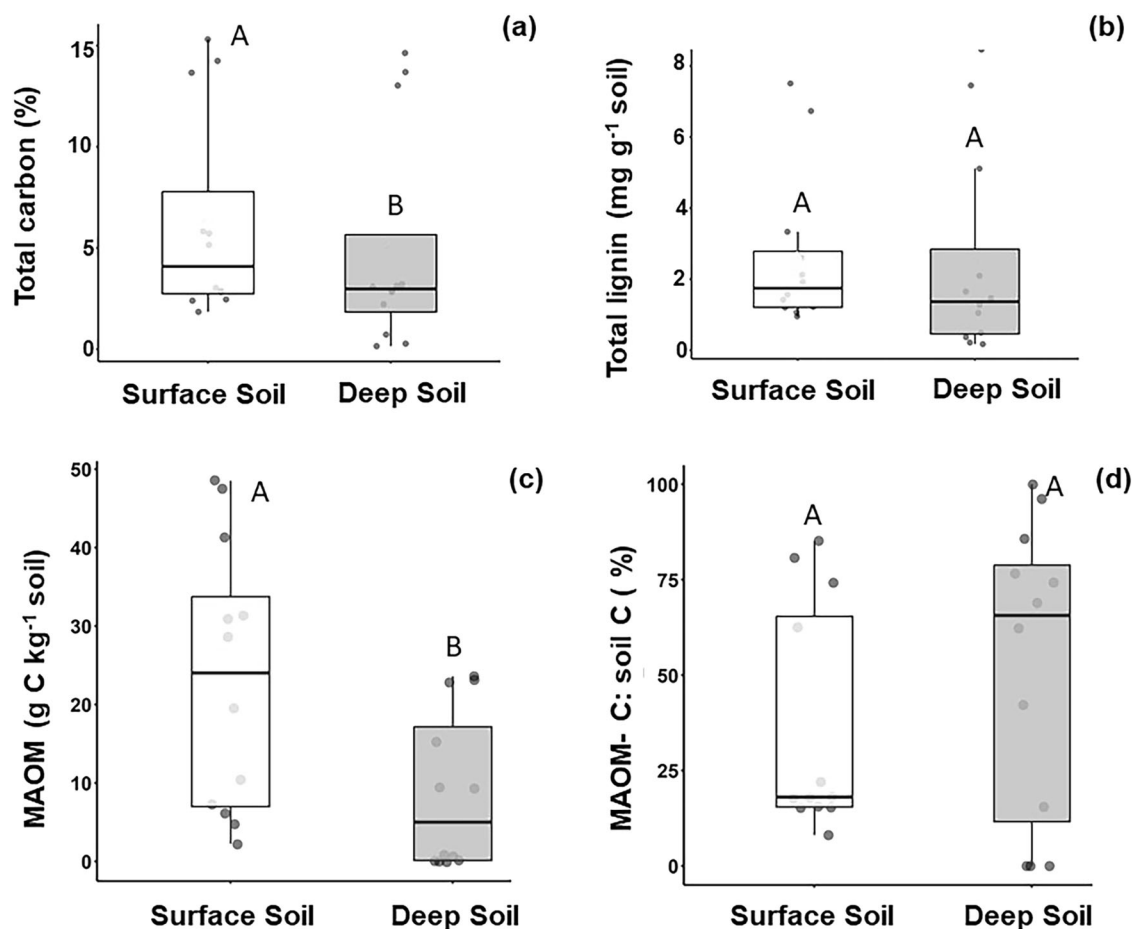 (a)
Total carbon (%)
15
10
5
0
A
B
Surface Soil
Deep Soil
(b)
Total lignin (mg g⁻¹ soil)
8
6
4
2
0
A
A
Surface Soil
Deep Soil
(c)
MAOM (g C kg⁻¹ soil)
50
40
30
20
10
0
A
B
Surface Soil
Deep Soil
(d)
MAOM- C: soil C ( %)
100
75
50
25
0
A
A
Surface Soil
Deep Soil